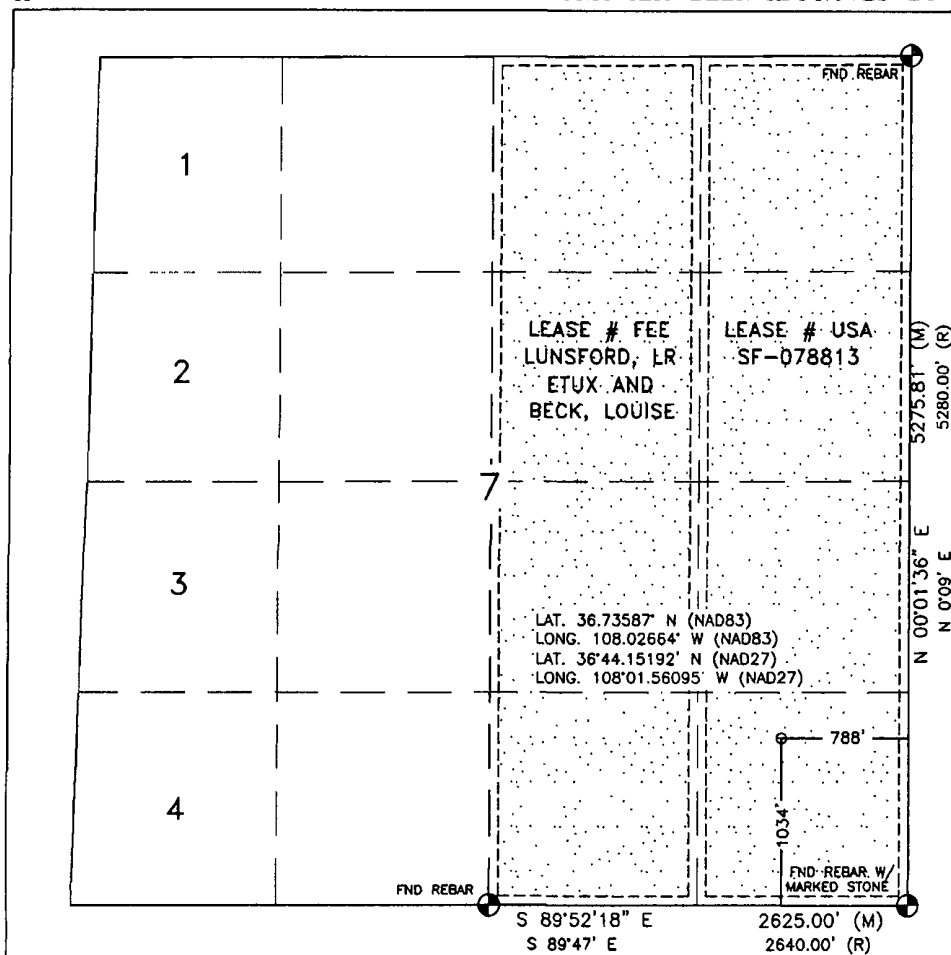 FND REBAR
1
2
3
4
7
LEASE # FEE
LUNSFORD, LR
ETUX AND
BECK, LOUISE
LEASE # USA
SF-078813
5275.81' (M)
5280.00' (R)
N 00°01'36" E
N 0°09' E
LAT. 36.73587° N (NAD83)
LONG. 108.02664° W (NAD83)
LAT. 36°44.15192' N (NAD27)
LONG. 108°01.56095' W (NAD27)
788'
1034'
FND REBAR W/
MARKED STONE
FND REBAR
S 89°52'18" E 2625.00' (M)
S 89°47' E 2640.00' (R)